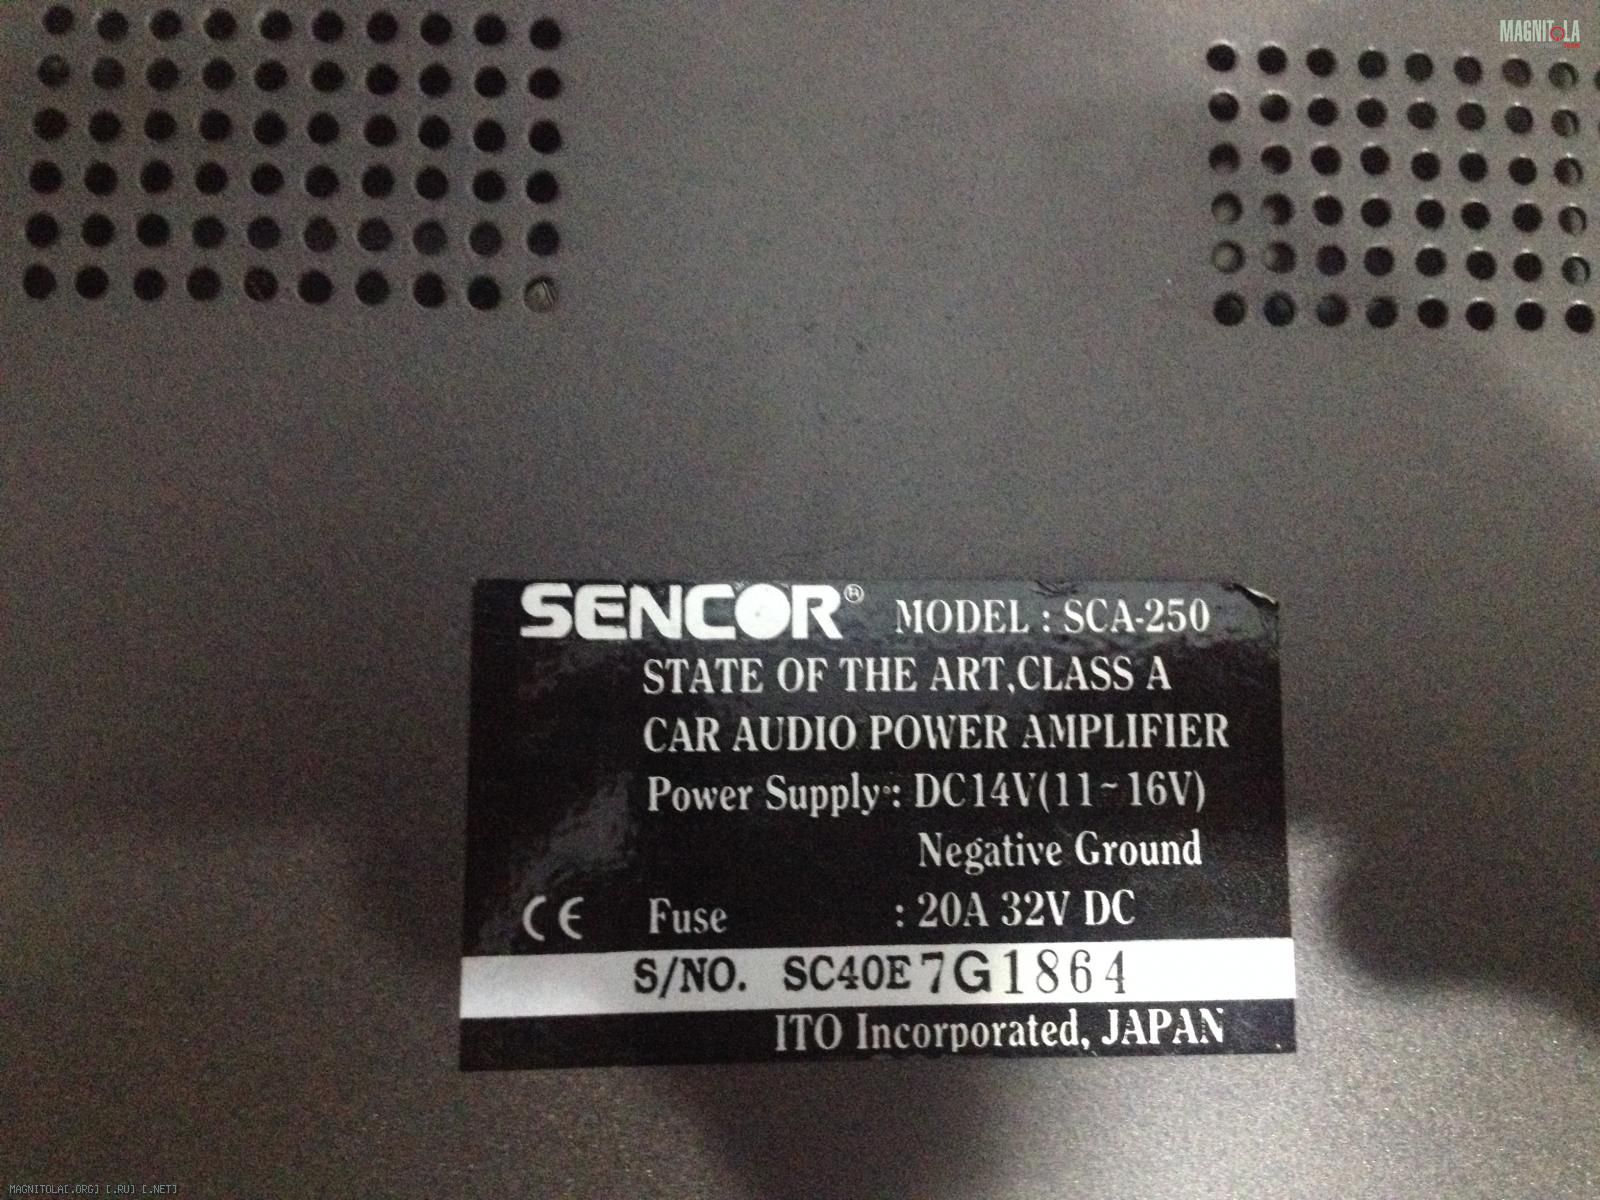 MAGNITOLA
SENCOR® MODEL : SCA-250
STATE OF THE ART,CLASS A
CAR AUDIO POWER AMPLIFIER
Power Supply : DC14V(11~16V)
Negative Ground
CE Fuse : 20A 32V DC
S/NO. SC40E7G1864
ITO Incorporated, JAPAN
MAGNITOLA[.ORG] [.RU] [.NET]